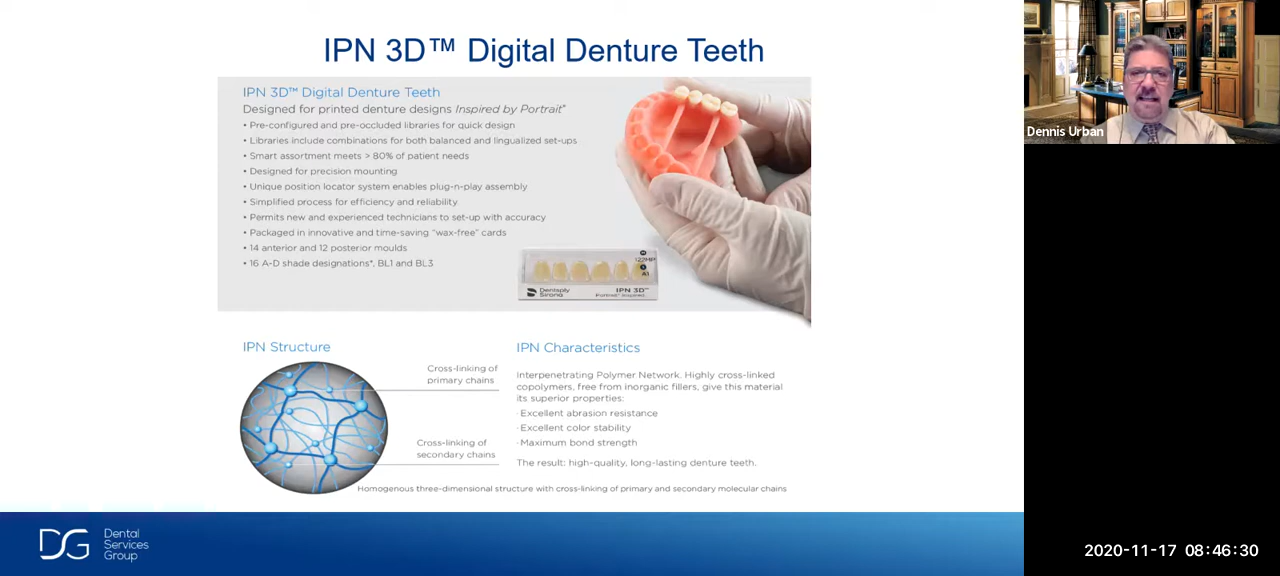 IPN 3D™ Digital Denture Teeth
IPN 3D™ Digital Denture Teeth
Designed for printed denture designs Inspired by Portrait®
• Pre-configured and pre-occluded libraries for quick design
• Libraries include combinations for both balanced and lingualized set-ups
• Smart assortment meets > 80% of patient needs
• Designed for precision mounting
• Unique position locator system enables plug-n-play assembly
• Simplified process for efficiency and reliability
• Permits new and experienced technicians to set-up with accuracy
• Packaged in innovative and time-saving “wax-free” cards
• 14 anterior and 12 posterior moulds
• 16 A-D shade designations*, BL1 and BL3
122MP
A1
Dentsply
Sirona
IPN 3D™
Portrait® Inspired
IPN Structure
Cross-linking of
primary chains
Cross-linking of
secondary chains
IPN Characteristics
Interpenetrating Polymer Network. Highly cross-linked
copolymers, free from inorganic fillers, give this material
its superior properties:
· Excellent abrasion resistance
· Excellent color stability
· Maximum bond strength
The result: high-quality, long-lasting denture teeth.
Homogenous three-dimensional structure with cross-linking of primary and secondary molecular chains
DSG
Dental
Services
Group
Dennis Urban
2020-11-17 08:46:30